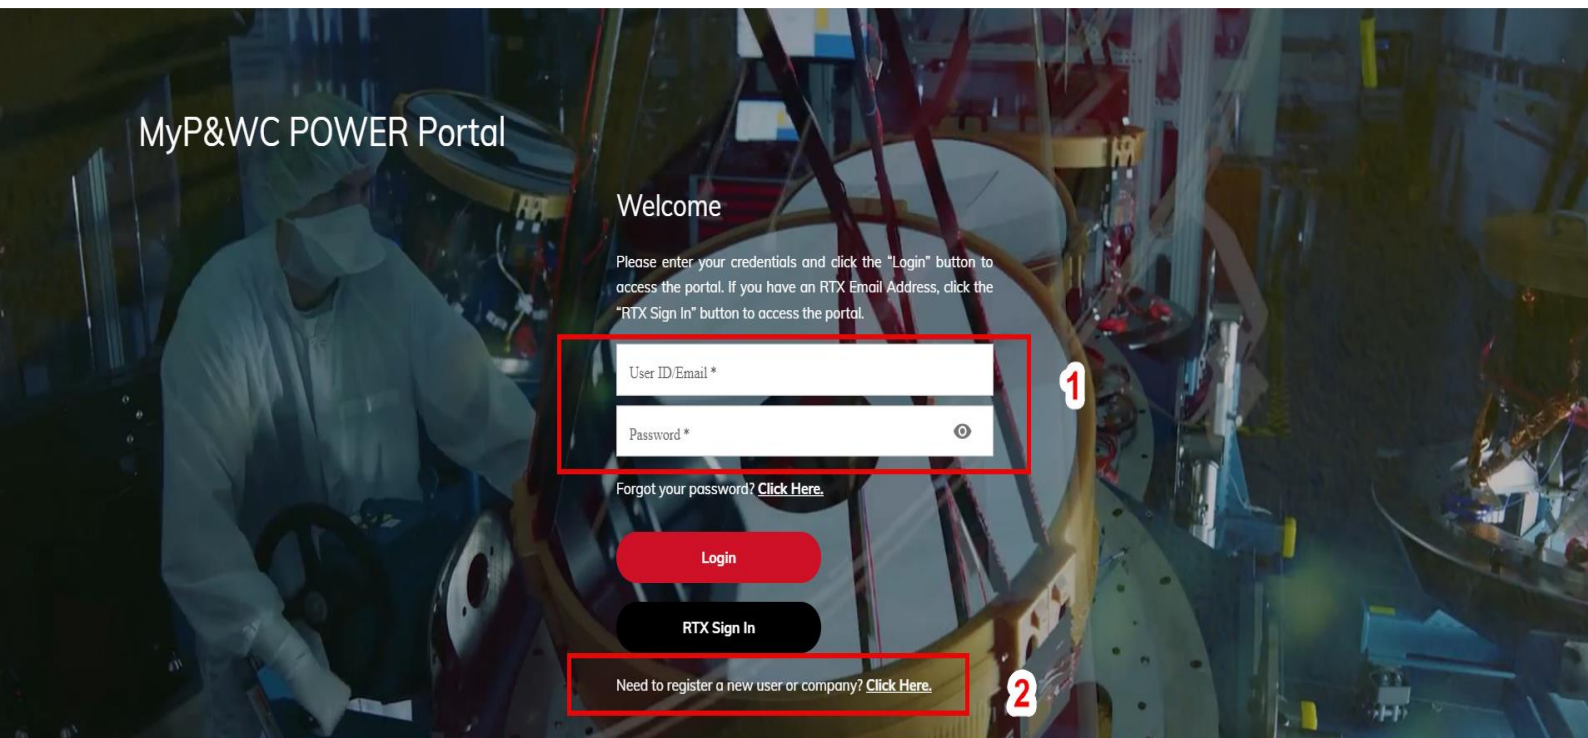 MyP&WC POWER Portal
Welcome
Please enter your credentials and click the “Login” button to
access the portal. If you have an RTX Email Address, click the
“RTX Sign In” button to access the portal.
User ID/Email *
1
Password *
Forgot your password? Click Here.
Login
RTX Sign In
Need to register a new user or company? Click Here.
2